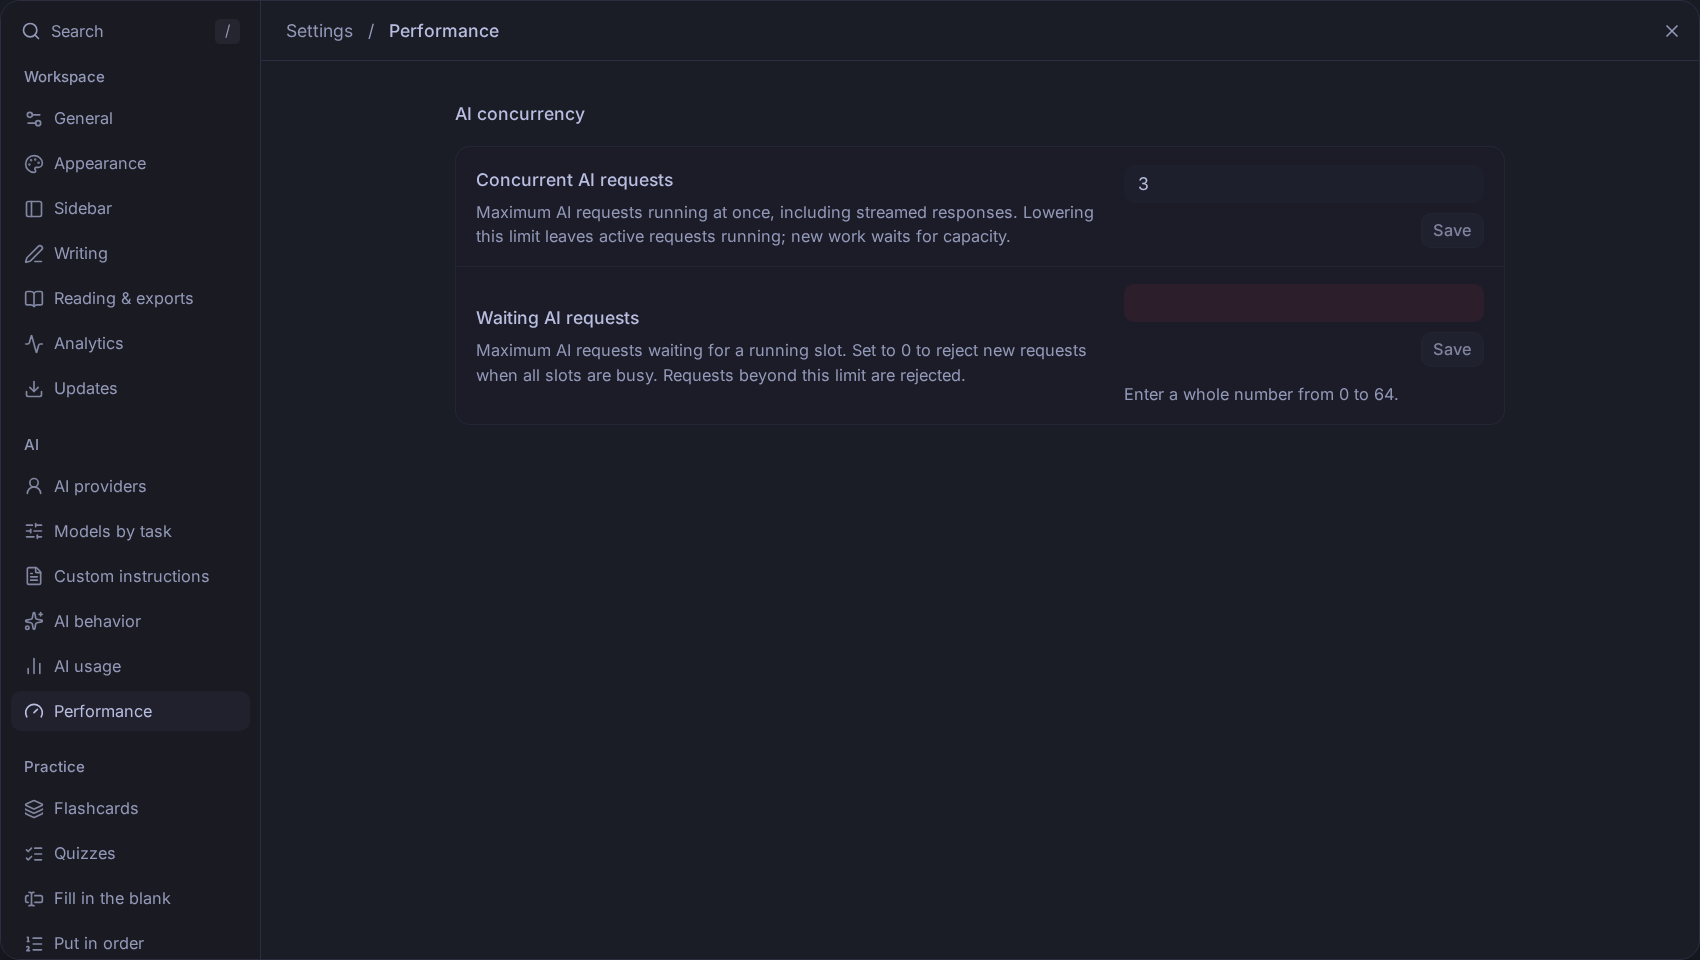 Search
/
Workspace
General
Appearance
Sidebar
Writing
Reading & exports
Analytics
Updates
AI
AI providers
Models by task
Custom instructions
AI behavior
AI usage
Performance
Practice
Flashcards
Quizzes
Fill in the blank
Put in order
Settings / Performance
AI concurrency
Concurrent AI requests
Maximum AI requests running at once, including streamed responses. Lowering
this limit leaves active requests running; new work waits for capacity.
3
Save
Waiting AI requests
Maximum AI requests waiting for a running slot. Set to 0 to reject new requests
when all slots are busy. Requests beyond this limit are rejected.
Save
Enter a whole number from 0 to 64.